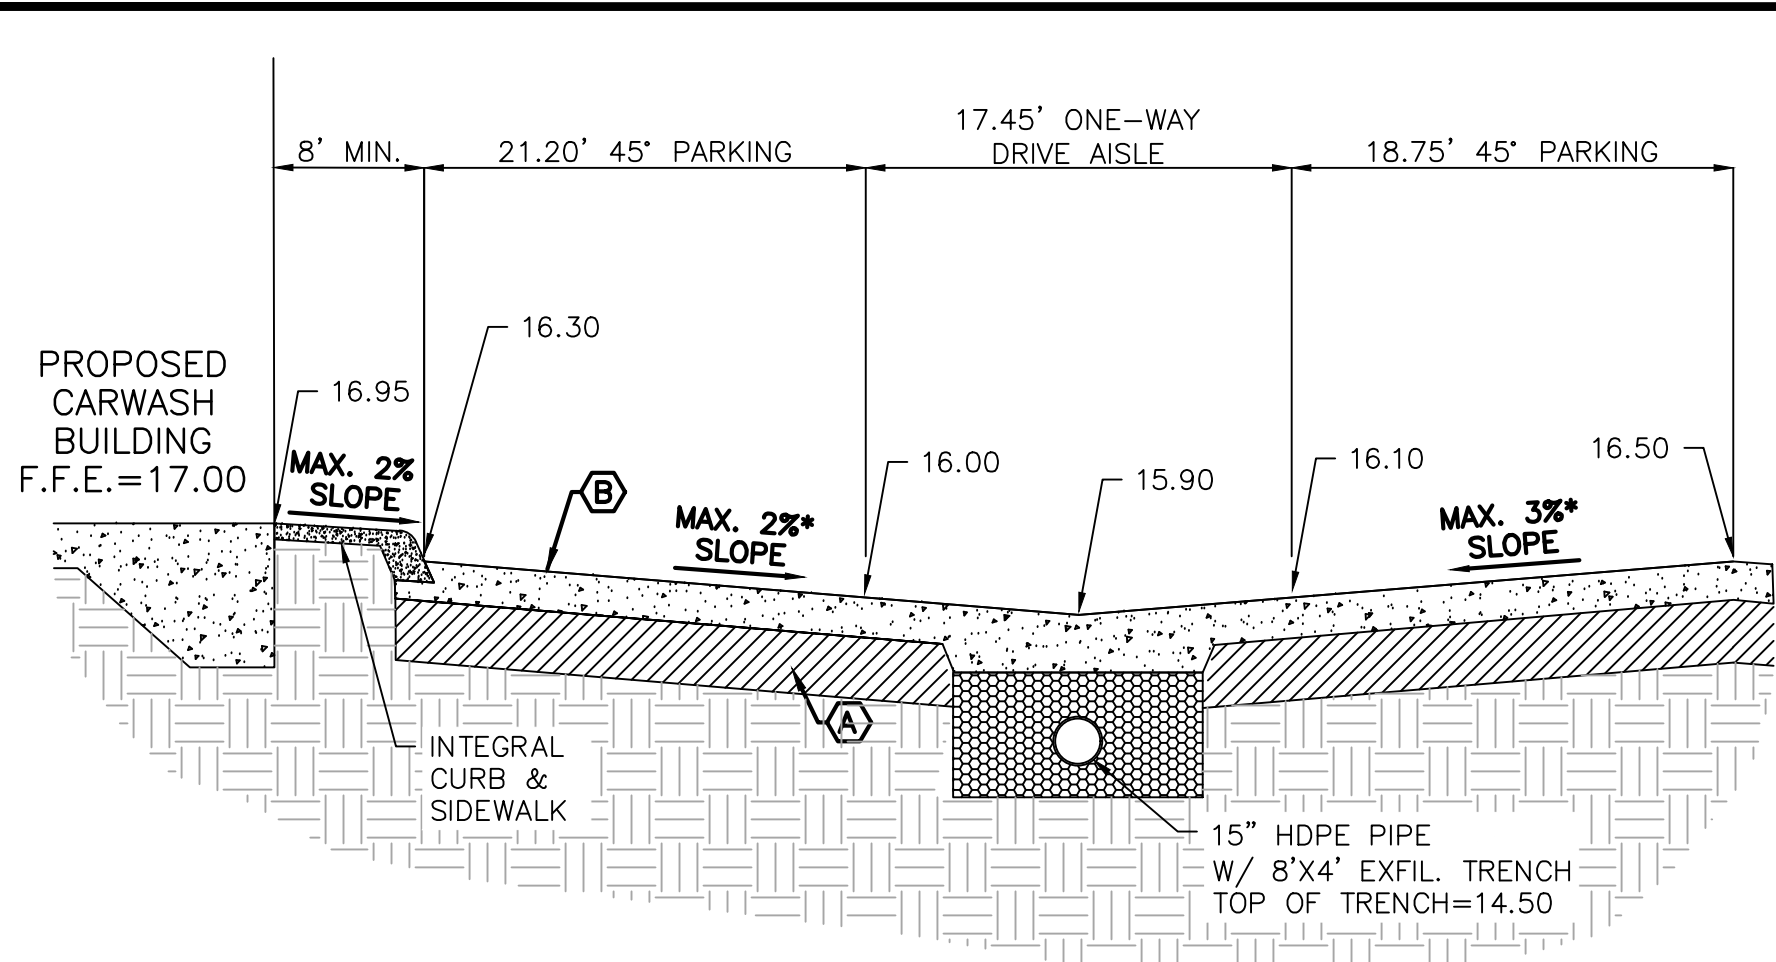 17.45' ONE-WAY
DRIVE AISLE
8' MIN.
21.20' 45° PARKING
18.75' 45° PARKING
16.30
16.95
PROPOSED
CARWASH
BUILDING
F.F.E.=17.00
MAX. 2%
SLOPE
B
MAX. 2%*
SLOPE
16.00
15.90
16.10
16.50
MAX. 3%*
SLOPE
A
INTEGRAL
CURB &
SIDEWALK
15" HDPE PIPE
W/ 8'X4' EXFIL. TRENCH
TOP OF TRENCH=14.50